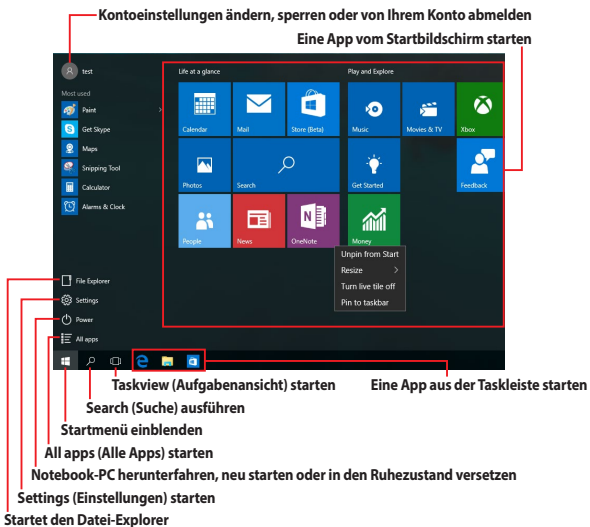 Kontoeinstellungen ändern, sperren oder von Ihrem Konto abmelden
Eine App vom Startbildschirm starten
test
Life at a glance
Play and Explore
Most used
Paint
Get Skype
Maps
Snipping Tool
Calculator
Alarms & Clock
Calendar
Mail
Store (Beta)
Music
Movies & TV
Xbox
Photos
Search
Get Started
Feedback
People
News
OneNote
Money
Unpin from Start
Resize
Turn live tile off
Pin to taskbar
File Explorer
Settings
Power
All apps
Taskview (Aufgabenansicht) starten
Eine App aus der Taskleiste starten
Search (Suche) ausführen
Startmenü einblenden
All apps (Alle Apps) starten
Notebook-PC herunterfahren, neu starten oder in den Ruhezustand versetzen
Settings (Einstellungen) starten
Startet den Datei-Explorer